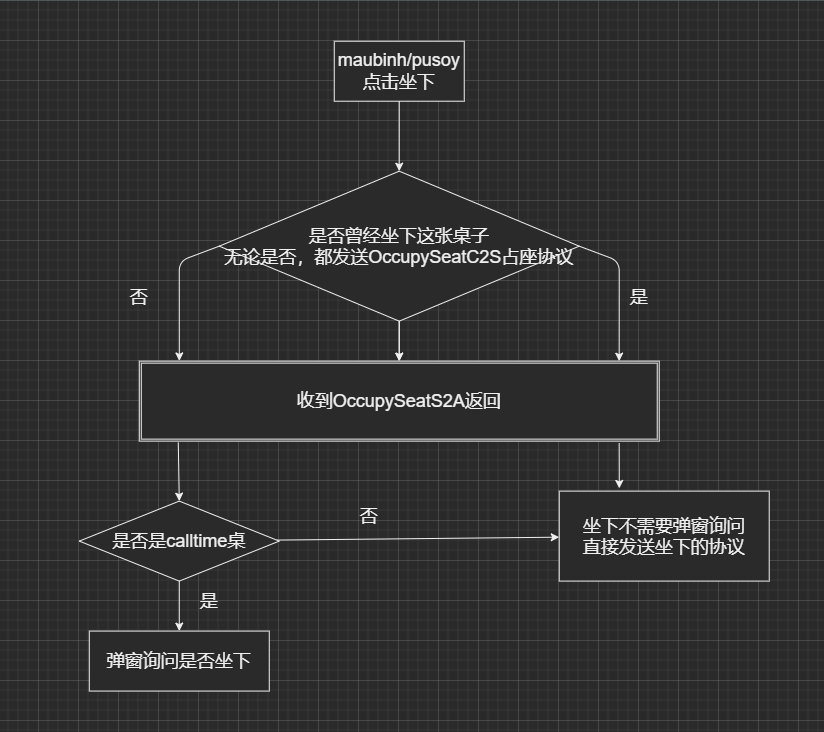 maubinh/pusoy
点击坐下
是否曾经坐下这张桌子
无论是否，都发送OccupySeatC2S占座协议
否
是
收到OccupySeatS2A返回
否
是否是calltime桌
坐下不需要弹窗询问
直接发送坐下的协议
是
弹窗询问是否坐下